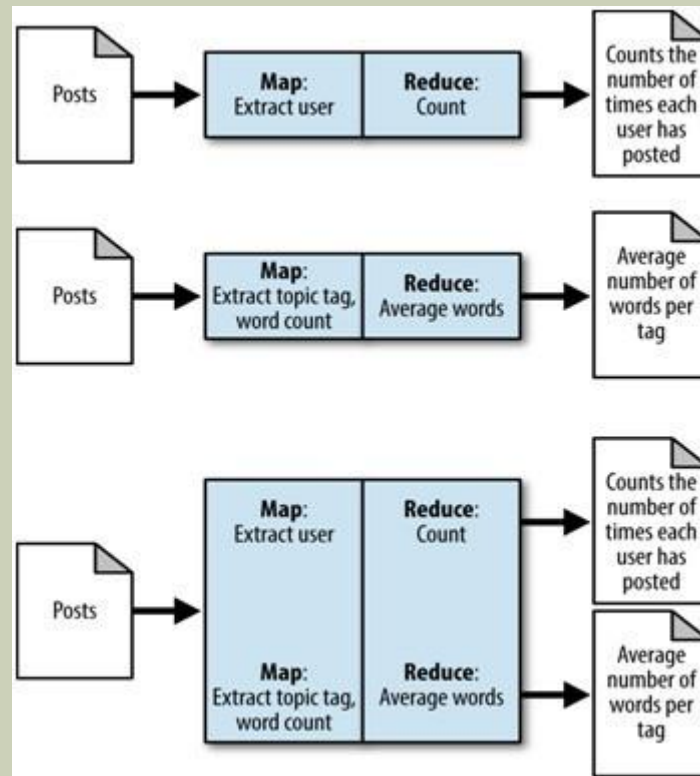 Posts
Map:
Extract user
Reduce:
Count
Counts the
number of
times each
user has
posted
Posts
Map:
Extract topic tag,
word count
Reduce:
Average words
Average
number of
words per
tag
Posts
Map:
Extract user
Reduce:
Count
Counts the
number of
times each
user has
posted
Map:
Extract topic tag,
word count
Reduce:
Average words
Average
number of
words per
tag